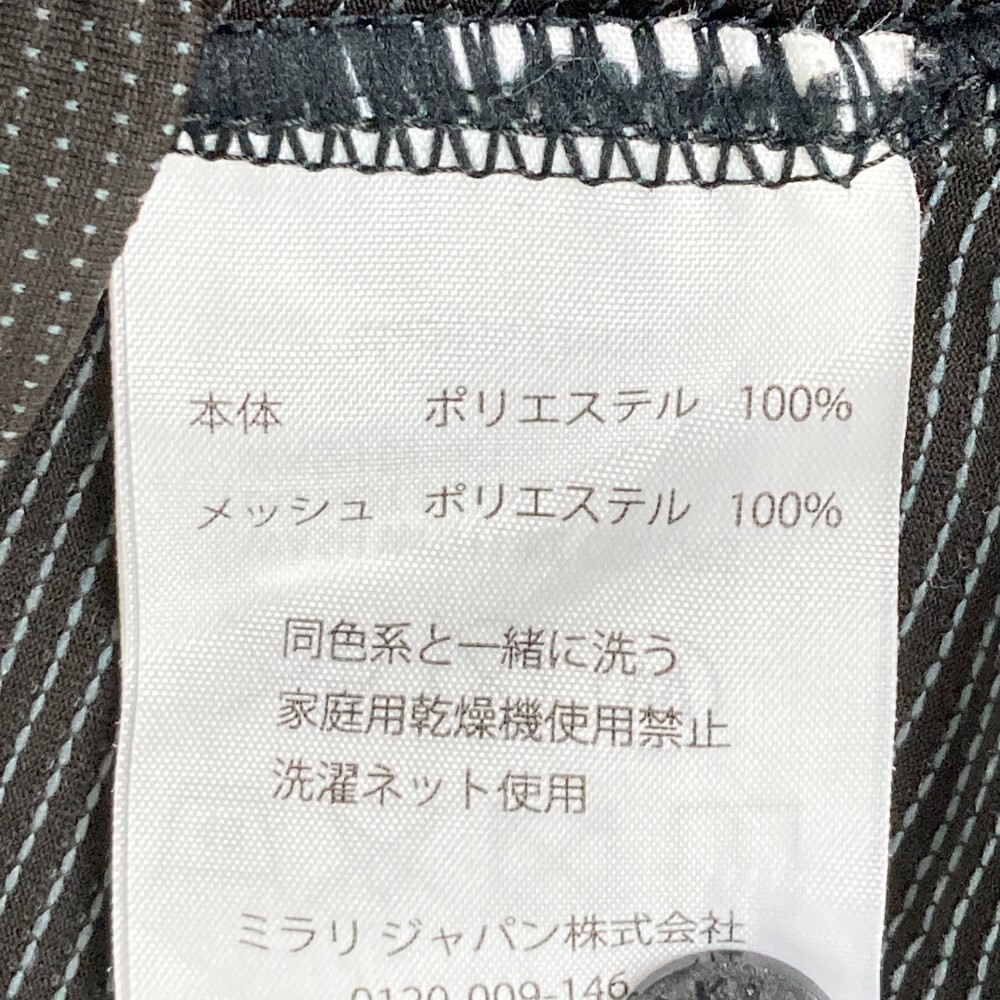 本体 ポリエステル 100%
メッシュ ポリエステル 100%
同色系と一緒に洗う
家庭用乾燥機使用禁止
洗濯ネット使用
ミラリ ジャパン株式会社
0120-009-146